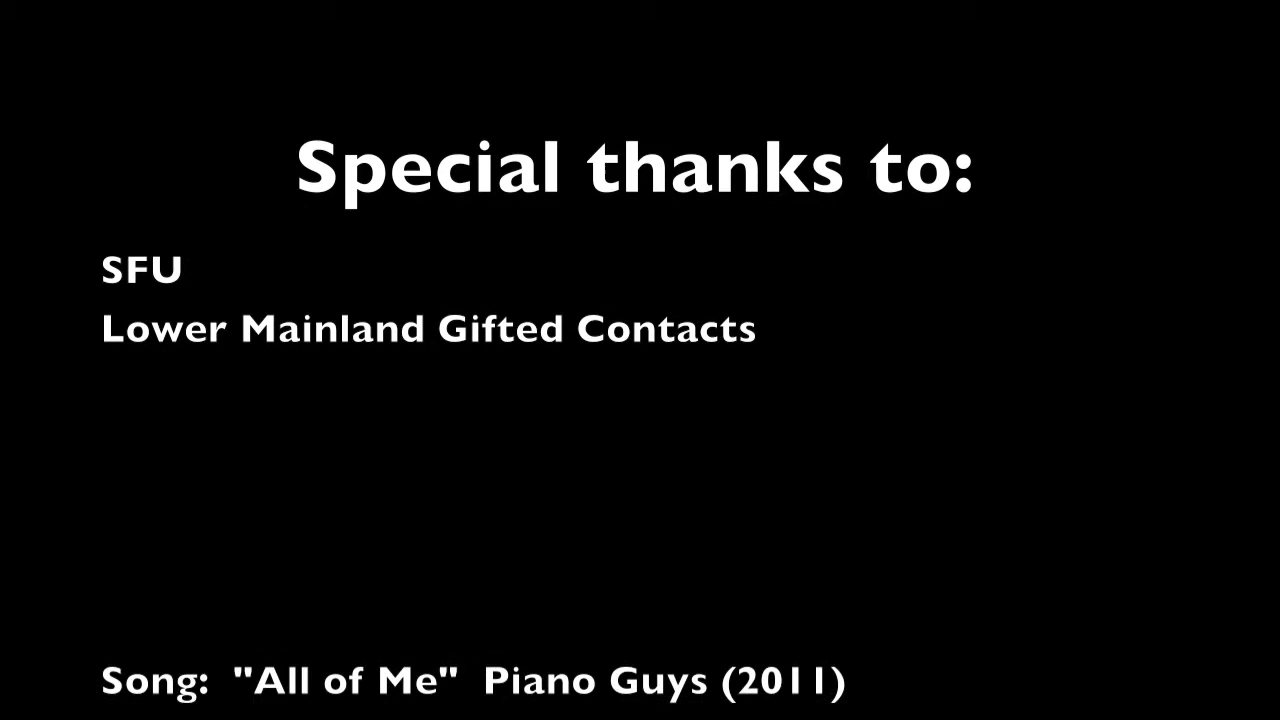 Special thanks to:
SFU
Lower Mainland Gifted Contacts
Song:  "All of Me"  Piano Guys (2011)